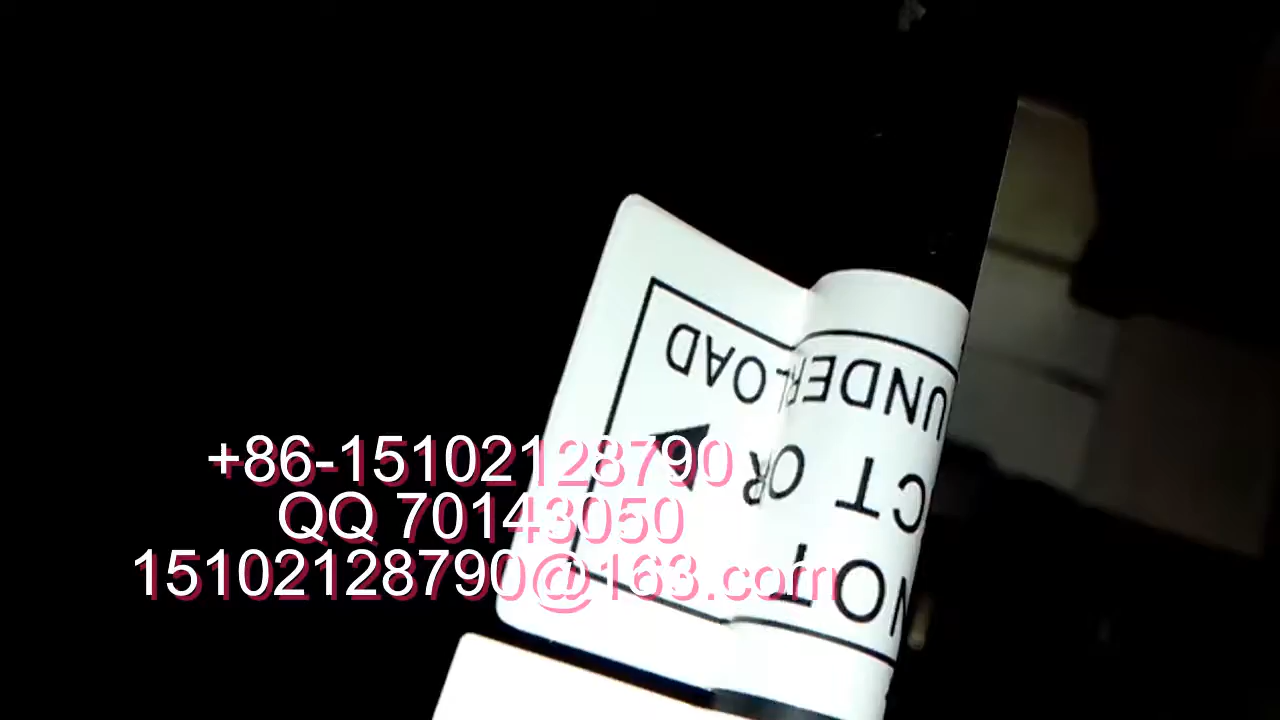 +86-15102128790
QQ 70143050
15102128790@163.com
NOT
CT OR
UNDERLOAD